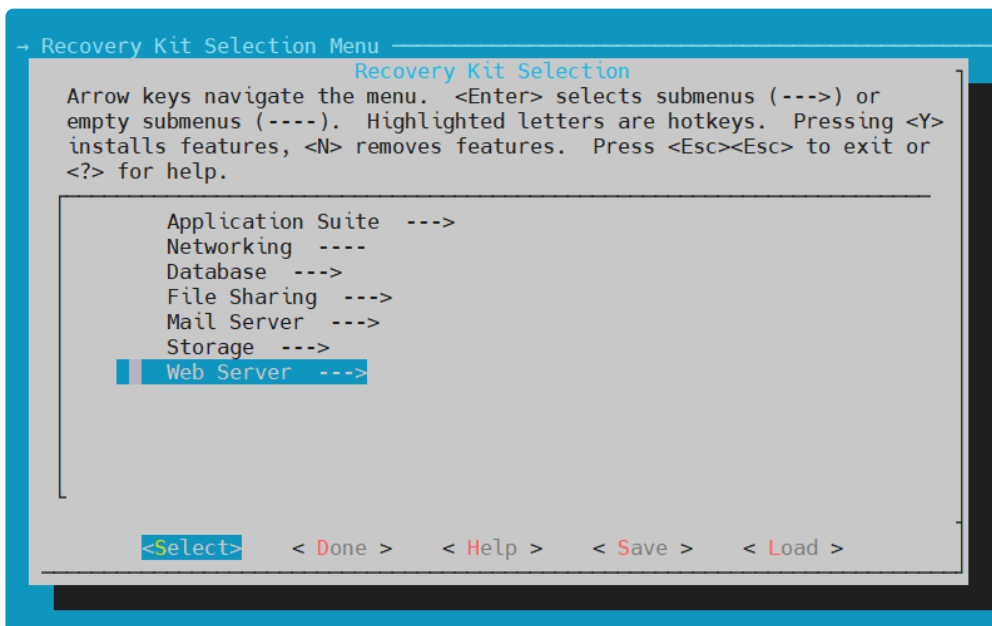 → Recovery Kit Selection Menu
Recovery Kit Selection
Arrow keys navigate the menu.  <Enter> selects submenus (--->) or
empty submenus (----).  Highlighted letters are hotkeys.  Pressing <Y>
installs features, <N> removes features.  Press <Esc><Esc> to exit or
<?> for help.
Application Suite  --->
Networking  ----
Database  --->
File Sharing  --->
Mail Server  --->
Storage  --->
Web Server  --->
<Select>    < Done >    < Help >    < Save >    < Load >